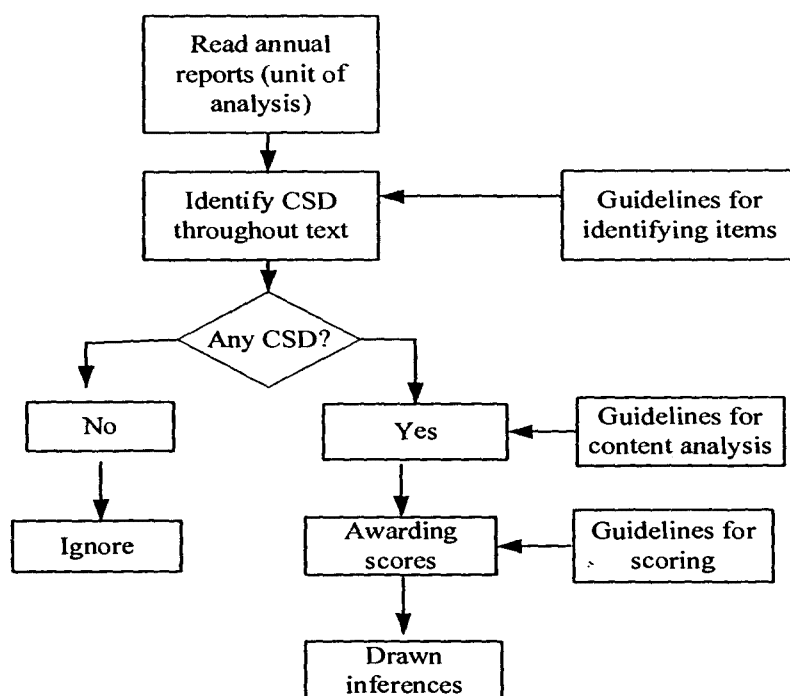 Read annual
reports (unit of
analysis)
Identify CSD
throughout text
Guidelines for
identifying items
Any CSD?
No
Yes
Guidelines for
content analysis
Ignore
Awarding
scores
Guidelines for
scoring
Drawn
inferences